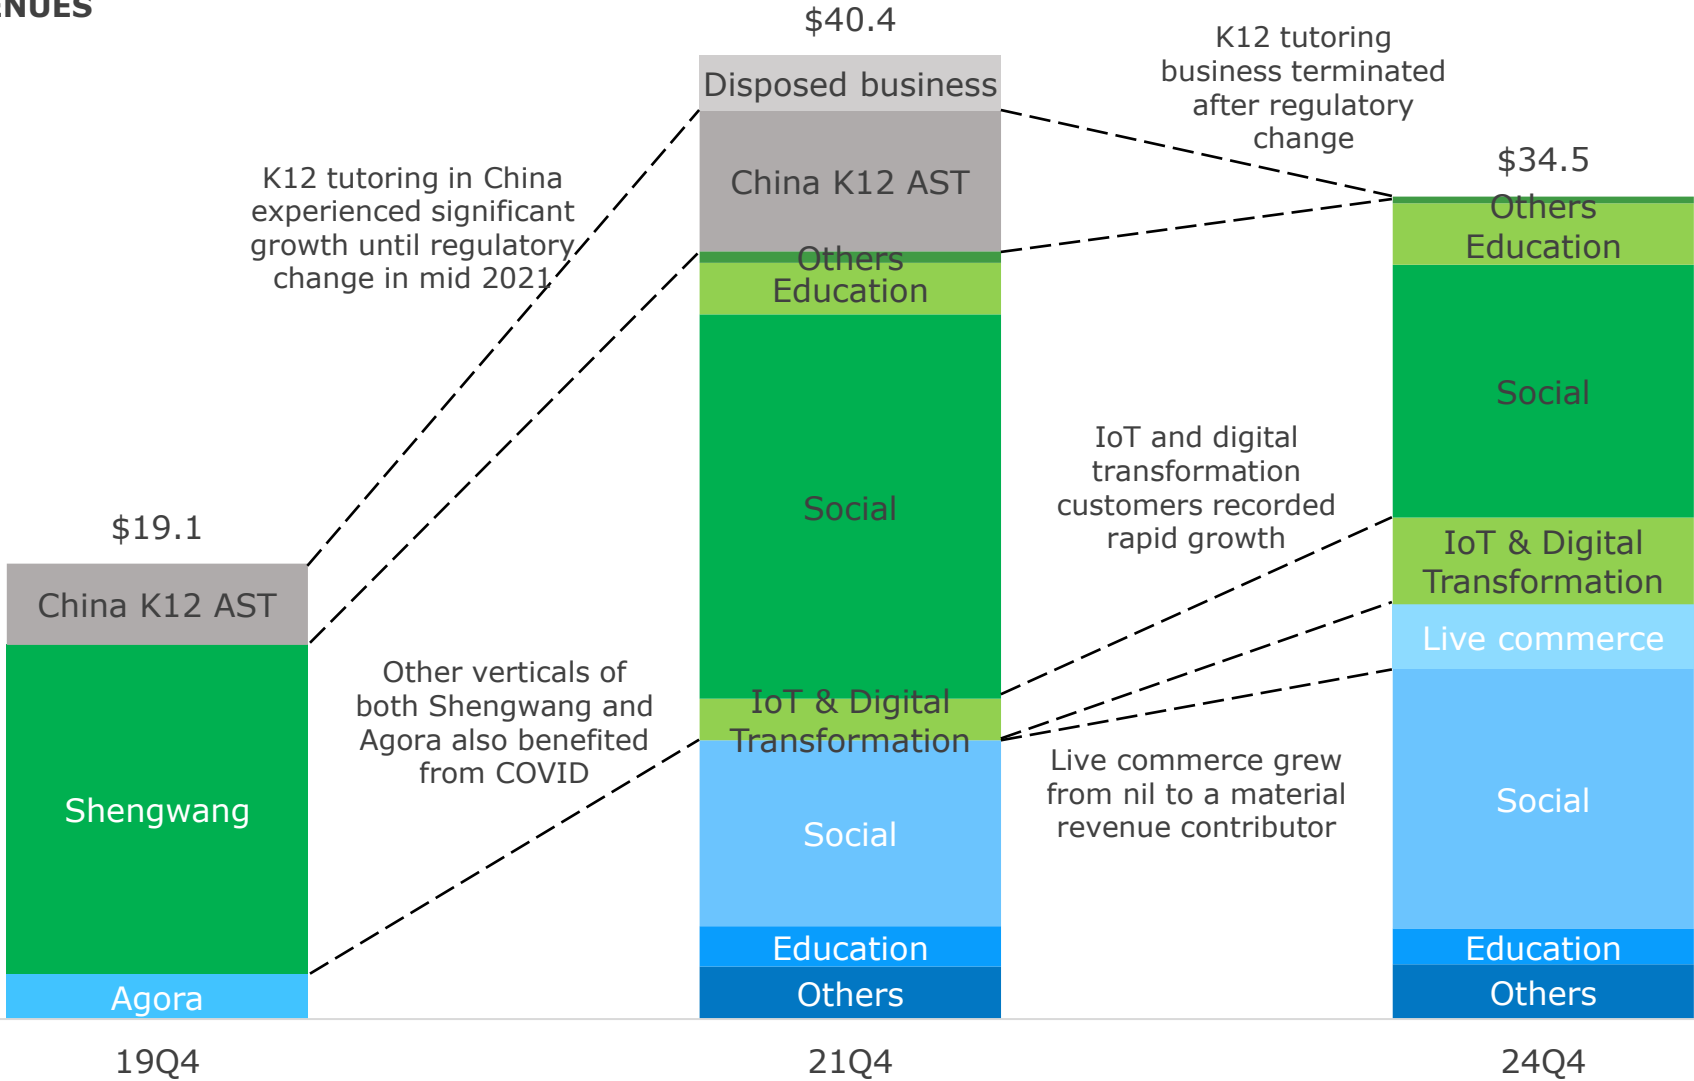 $40.4
K12 tutoring
business terminated
after regulatory
change
Disposed business
$34.5
K12 tutoring in China
experienced significant
growth until regulatory
change in mid 2021
China K12 AST
Others
Education
Others
Education
Social
IoT and digital
transformation
customers recorded
rapid growth
Social
$19.1
IoT & Digital
Transformation
China K12 AST
Live commerce
Other verticals of
both Shengwang and
Agora also benefited
from COVID
IoT & Digital
Transformation
Live commerce grew
from nil to a material
revenue contributor
Shengwang
Social
Social
Education
Education
Agora
Others
Others
19Q4
21Q4
24Q4